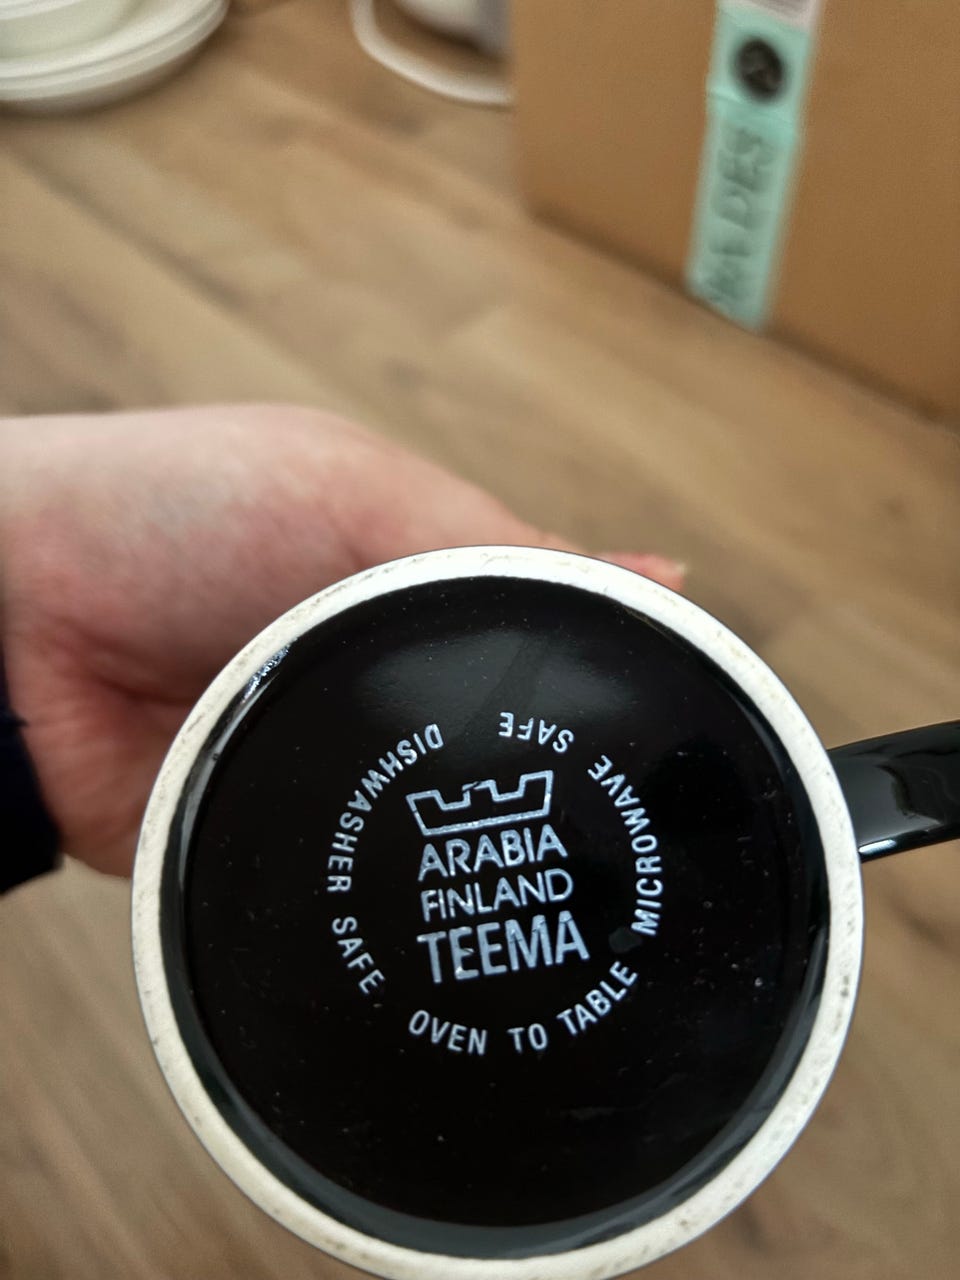 ARABIA
FINLAND
TEEMA
DISHWASHER SAFE
OVEN TO TABLE
MICROWAVE SAFE